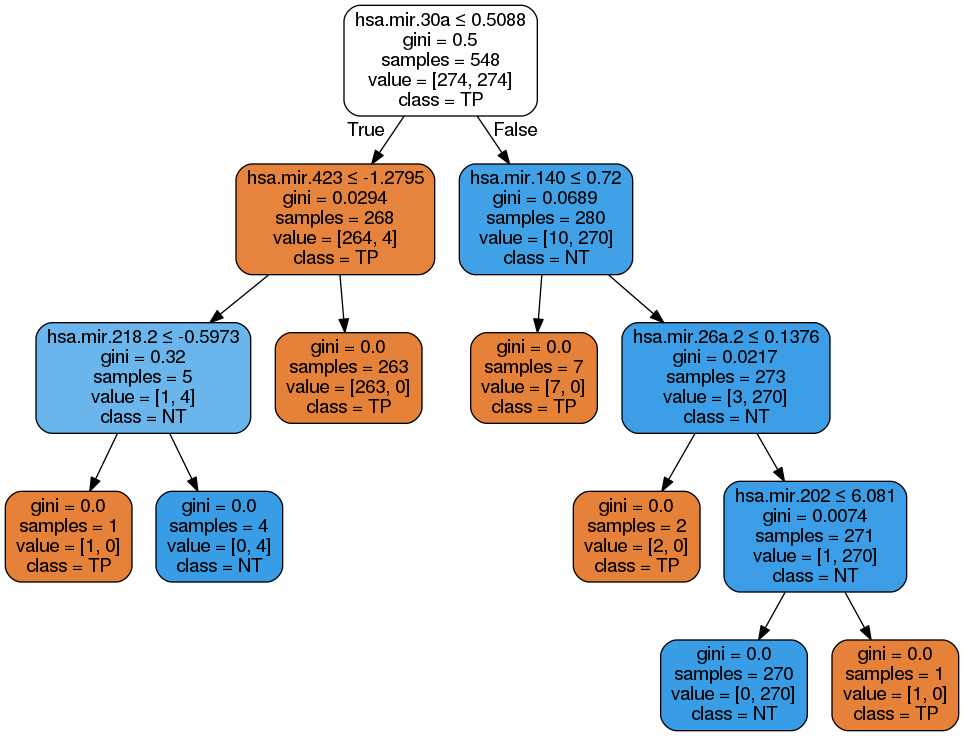 hsa.mir.30a ≤ 0.5088
gini = 0.5
samples = 548
value = [274, 274]
class = TP
True
False
hsa.mir.423 ≤ -1.2795
gini = 0.0294
samples = 268
value = [264, 4]
class = TP
hsa.mir.140 ≤ 0.72
gini = 0.0689
samples = 280
value = [10, 270]
class = NT
hsa.mir.218.2 ≤ -0.5973
gini = 0.32
samples = 5
value = [1, 4]
class = NT
gini = 0.0
samples = 263
value = [263, 0]
class = TP
gini = 0.0
samples = 7
value = [7, 0]
class = TP
hsa.mir.26a.2 ≤ 0.1376
gini = 0.0217
samples = 273
value = [3, 270]
class = NT
gini = 0.0
samples = 1
value = [1, 0]
class = TP
gini = 0.0
samples = 4
value = [0, 4]
class = NT
gini = 0.0
samples = 2
value = [2, 0]
class = TP
hsa.mir.202 ≤ 6.081
gini = 0.0074
samples = 271
value = [1, 270]
class = NT
gini = 0.0
samples = 270
value = [0, 270]
class = NT
gini = 0.0
samples = 1
value = [1, 0]
class = TP